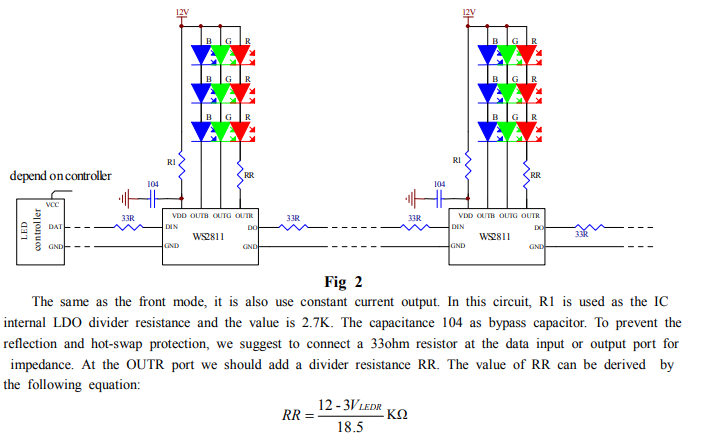 12V
12V
B G R
B G R
B G R
B G R
B G R
B G R
R1
RR
R1
RR
depend on controller
104
104
VCC
LED controller
DAT
GND
33R
VDD OUTB OUTG OUTR
DIN
DO
WS2811
GND
GND
33R
33R
VDD OUTB OUTG OUTR
DIN
DO
WS2811
GND
GND
33R
Fig 2
The same as the front mode, it is also use constant current output. In this circuit, R1 is used as the IC
internal LDO divider resistance and the value is 2.7K. The capacitance 104 as bypass capacitor. To prevent the
reflection and hot-swap protection, we suggest to connect a 33ohm resistor at the data input or output port for
impedance. At the OUTR port we should add a divider resistance RR. The value of RR can be derived by
the following equation:
RR = (12 - 3VLEDR) / 18.5 KΩ